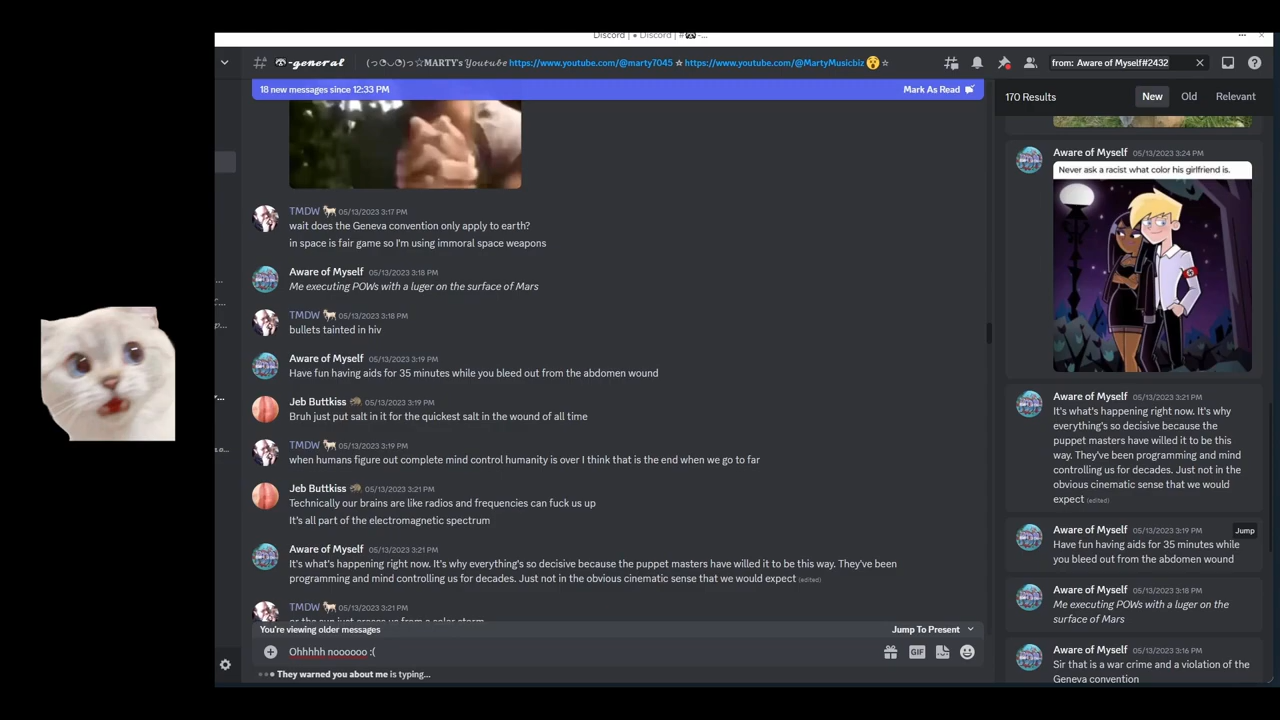 Discord | • Discord | #🐼-...
🐼-𝓰𝓮𝓷𝓮𝓻𝓪𝓵
(っ◔◡◔)っ☆MARTY's Youtube https://www.youtube.com/@marty7045 ☆ https://www.youtube.com/@MartyMusicbiz 😵 ☆
from: Aware of Myself#2432
18 new messages since 12:33 PM
Mark As Read
TMDW 🐐 05/13/2023 3:17 PM
wait does the Geneva convention only apply to earth?
in space is fair game so I'm using immoral space weapons
Aware of Myself 05/13/2023 3:18 PM
Me executing POWs with a luger on the surface of Mars
TMDW 🐐 05/13/2023 3:18 PM
bullets tainted in hiv
Aware of Myself 05/13/2023 3:19 PM
Have fun having aids for 35 minutes while you bleed out from the abdomen wound
Jeb Buttkiss 05/13/2023 3:19 PM
Bruh just put salt in it for the quickest salt in the wound of all time
TMDW 🐐 05/13/2023 3:19 PM
when humans figure out complete mind control humanity is over I think that is the end when we go to far
Jeb Buttkiss 05/13/2023 3:21 PM
Technically our brains are like radios and frequencies can fuck us up
It's all part of the electromagnetic spectrum
Aware of Myself 05/13/2023 3:21 PM
It's what's happening right now. It's why everything's so decisive because the puppet masters have willed it to be this way. They've been
programming and mind controlling us for decades. Just not in the obvious cinematic sense that we would expect (edited)
TMDW 🐐 05/13/2023 3:21 PM
You're viewing older messages
Jump To Present
Ohhhhh noooooo :(
GIF
They warned you about me is typing...
170 Results
New
Old
Relevant
Aware of Myself 05/13/2023 3:24 PM
Never ask a racist what color his girlfriend is.
Aware of Myself 05/13/2023 3:21 PM
It's what's happening right now. It's why
everything's so decisive because the
puppet masters have willed it to be this
way. They've been programming and mind
controlling us for decades. Just not in the
obvious cinematic sense that we would
expect (edited)
Aware of Myself 05/13/2023 3:19 PM
Jump
Have fun having aids for 35 minutes while
you bleed out from the abdomen wound
Aware of Myself 05/13/2023 3:18 PM
Me executing POWs with a luger on the
surface of Mars
Aware of Myself 05/13/2023 3:16 PM
Sir that is a war crime and a violation of the
Geneva convention